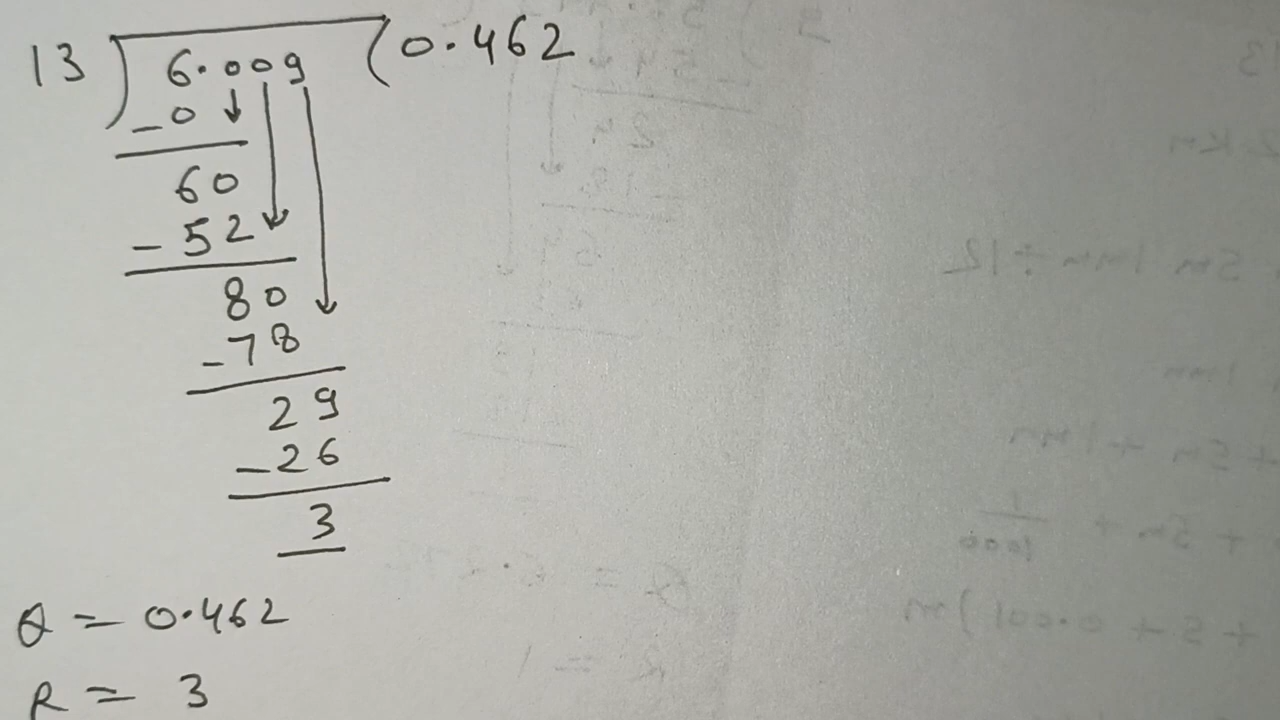 13 ) 6.009 ( 0.462
- 0
60
- 52
80
- 78
29
- 26
3
Q = 0.462
R = 3